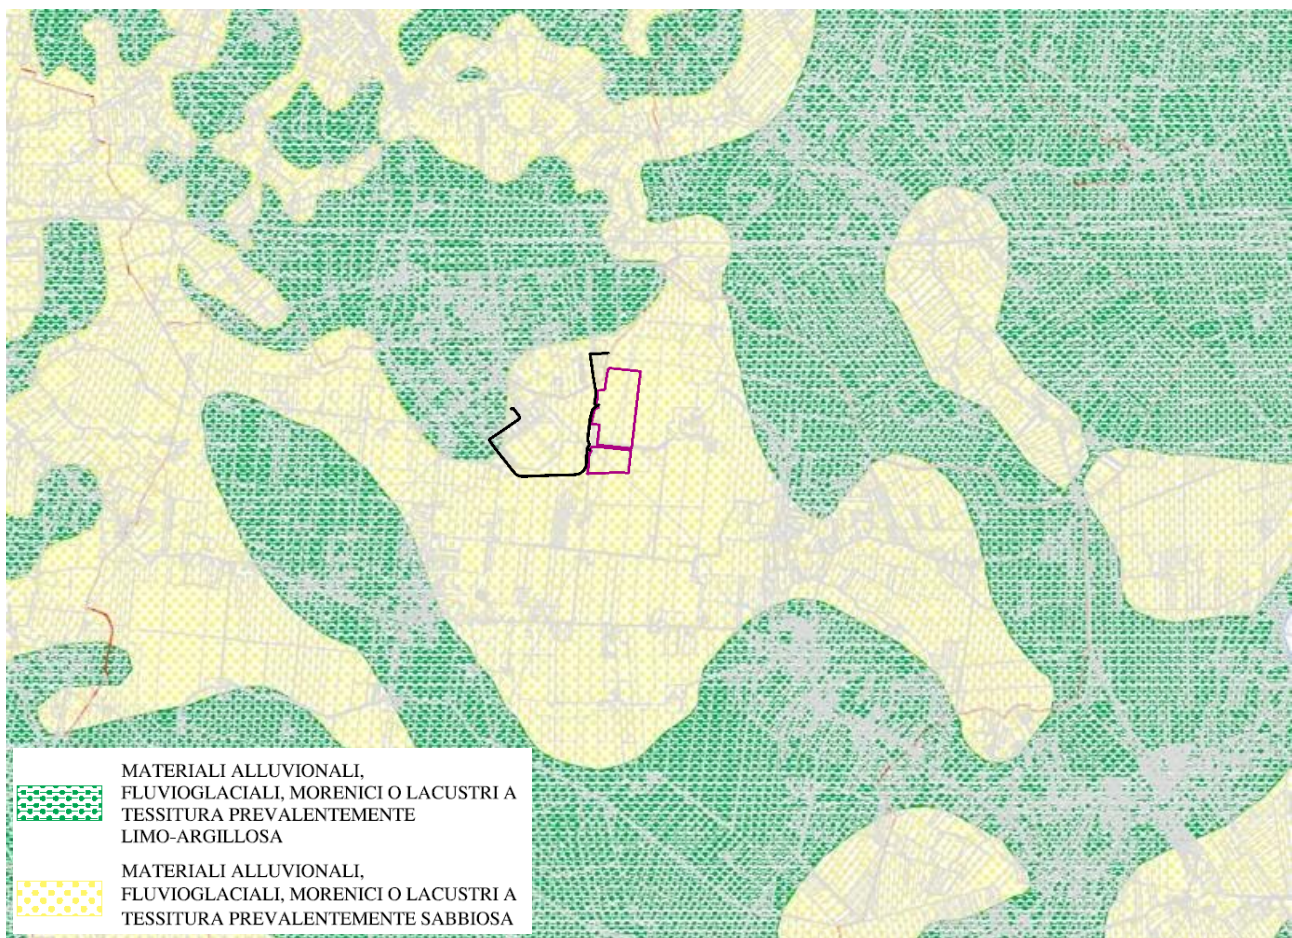 MATERIALI ALLUVIONALI,
FLUVIOGLACIALI, MORENICI O LACUSTRI A
TESSITURA PREVALENTEMENTE
LIMO-ARGILLOSA
MATERIALI ALLUVIONALI,
FLUVIOGLACIALI, MORENICI O LACUSTRI A
TESSITURA PREVALENTEMENTE SABBIOSA